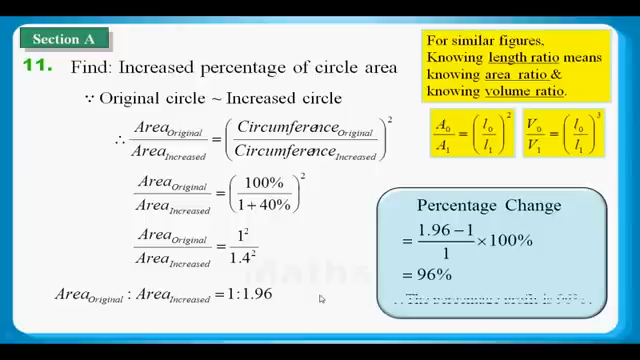 Section A
11. Find: Increased percentage of circle area
∵ Original circle ~ Increased circle
∴ Area_Original / Area_Increased = (Circumference_Original / Circumference_Increased)^2
Area_Original / Area_Increased = (100% / 1+40%)^2
Area_Original / Area_Increased = 1^2 / 1.4^2
Area_Original : Area_Increased = 1:1.96
For similar figures,
Knowing length ratio means
knowing area ratio &
knowing volume ratio.
A_0 / A_1 = (l_0 / l_1)^2
V_0 / V_1 = (l_0 / l_1)^3
Percentage Change
= 1.96 − 1 / 1 × 100%
= 96%
Maths